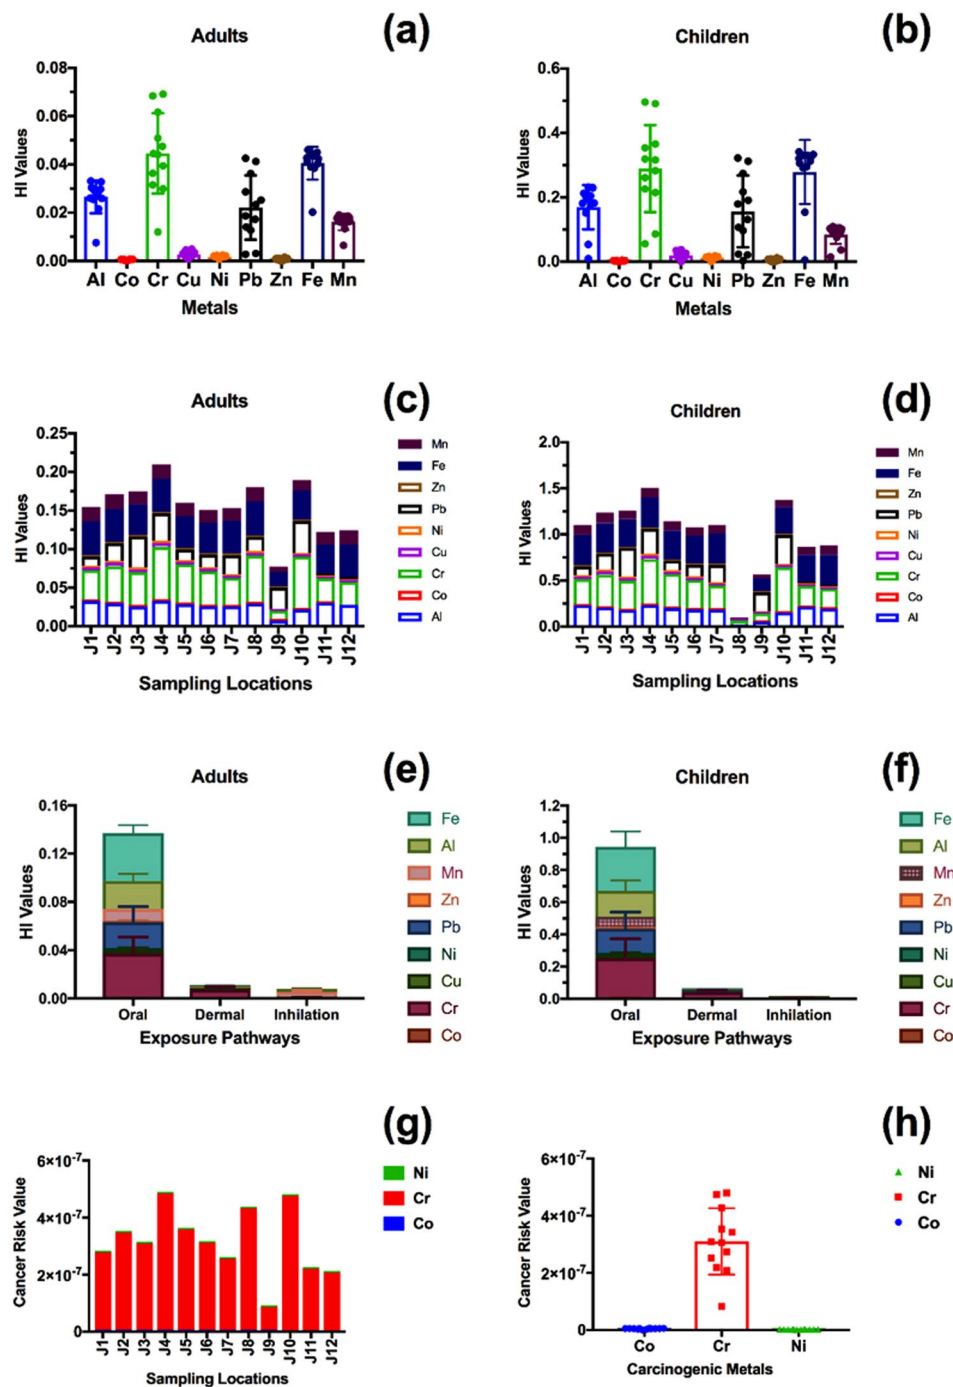 Adults
(a)
HI Values
0.08
0.06
0.04
0.02
0.00
Al Co Cr Cu Ni Pb Zn Fe Mn
Metals
Children
(b)
HI Values
0.6
0.4
0.2
0.0
Al Co Cr Cu Ni Pb Zn Fe Mn
Metals
Adults
(c)
HI Values
0.25
0.20
0.15
0.10
0.05
0.00
J1 J2 J3 J4 J5 J6 J7 J8 J9 J10 J11 J12
Sampling Locations
Mn
Fe
Zn
Pb
Ni
Cu
Cr
Co
Al
Children
(d)
HI Values
2.0
1.5
1.0
0.5
0.0
J1 J2 J3 J4 J5 J6 J7 J8 J9 J10 J11 J12
Sampling Locations
Mn
Fe
Zn
Pb
Ni
Cu
Cr
Co
Al
Adults
(e)
HI Values
0.16
0.12
0.08
0.04
0.00
Oral Dermal Inhilation
Exposure Pathways
Fe
Al
Mn
Zn
Pb
Ni
Cu
Cr
Co
Children
(f)
HI Values
1.2
1.0
0.8
0.6
0.4
0.2
0.0
Oral Dermal Inhilation
Exposure Pathways
Fe
Al
Mn
Zn
Pb
Ni
Cu
Cr
Co
(g)
Cancer Risk Value
6×10-7
4×10-7
2×10-7
0
J1 J2 J3 J4 J5 J6 J7 J8 J9 J10 J11 J12
Sampling Locations
Ni
Cr
Co
(h)
Cancer Risk Value
6×10-7
4×10-7
2×10-7
0
Co Cr Ni
Carcinogenic Metals
Ni
Cr
Co